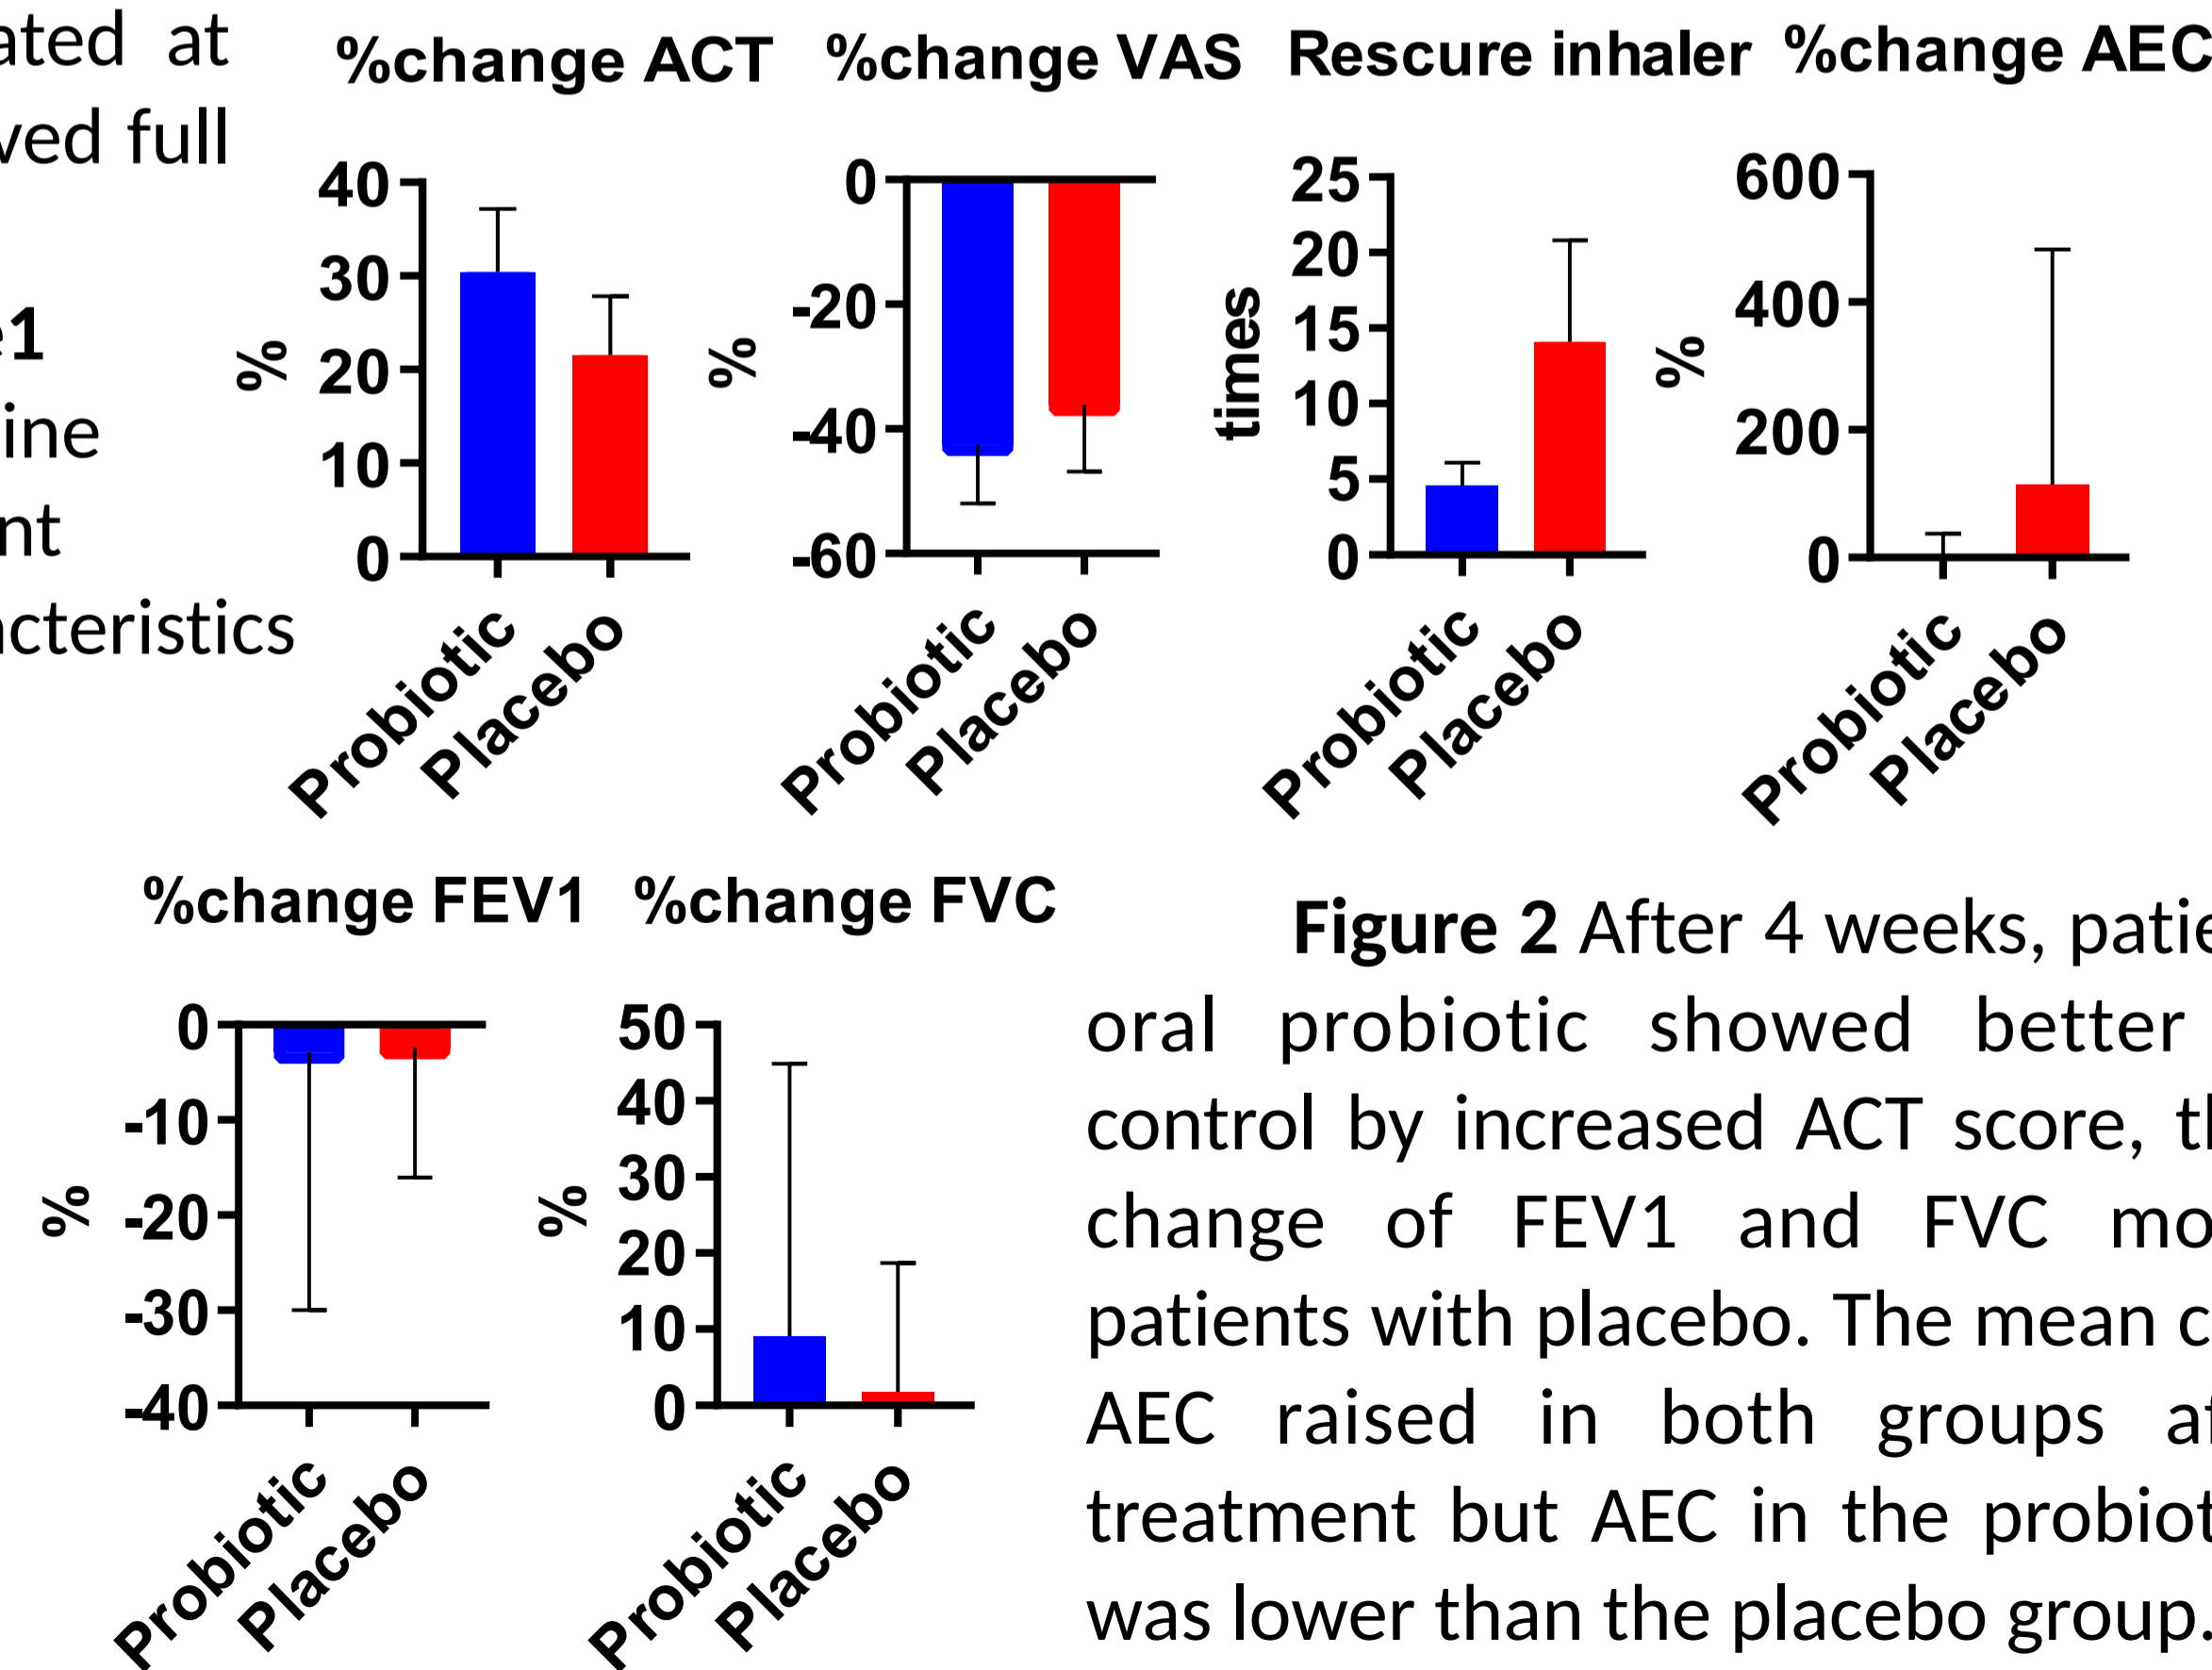 ated at
wed full
e1
ine
nt
acteristics
%change ACT
40
30
20
10
0
%
Probiotic
Placebo
%change VAS
0
-20
-40
-60
%
Probiotic
Placebo
Rescure inhaler
25
20
15
10
5
0
times
Probiotic
Placebo
%change AEC
600
400
200
0
%
Probiotic
Placebo
%change FEV1
0
-10
-20
-30
-40
%
Probiotic
Placebo
%change FVC
50
40
30
20
10
0
%
Probiotic
Placebo
Figure 2 After 4 weeks, patie
oral probiotic showed better
control by increased ACT score, th
change of FEV1 and FVC mo
patients with placebo. The mean c
AEC raised in both groups af
treatment but AEC in the probiot
was lower than the placebo group.